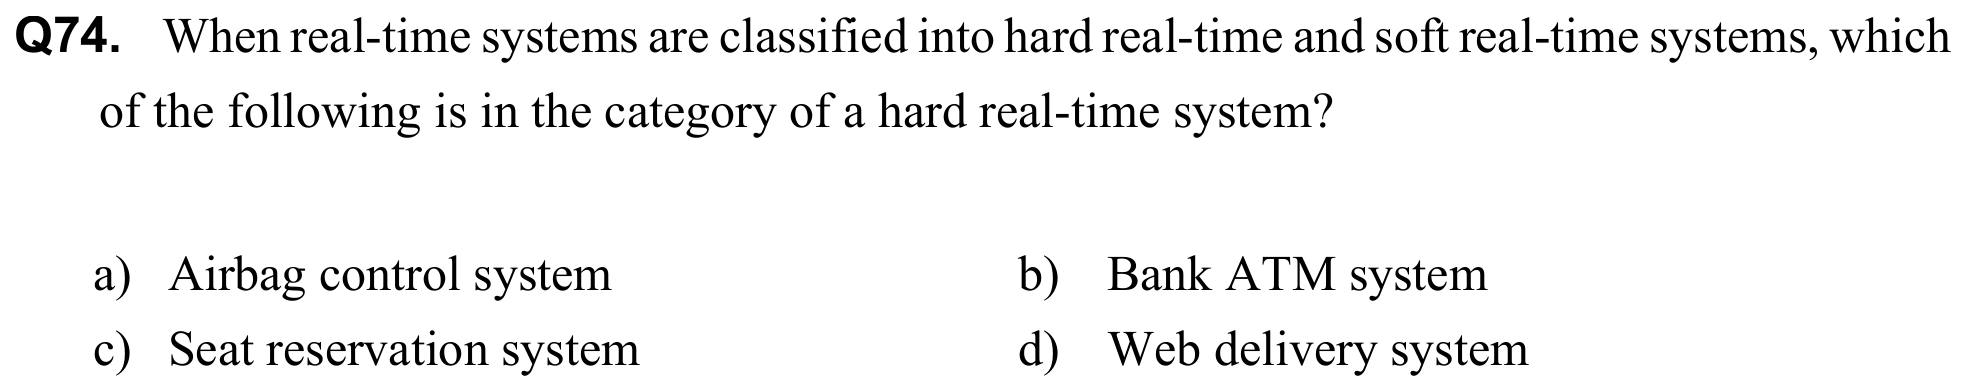 Q74. When real-time systems are classified into hard real-time and soft real-time systems, which
of the following is in the category of a hard real-time system?
a) Airbag control system b) Bank ATM system
c) Seat reservation system d) Web delivery system